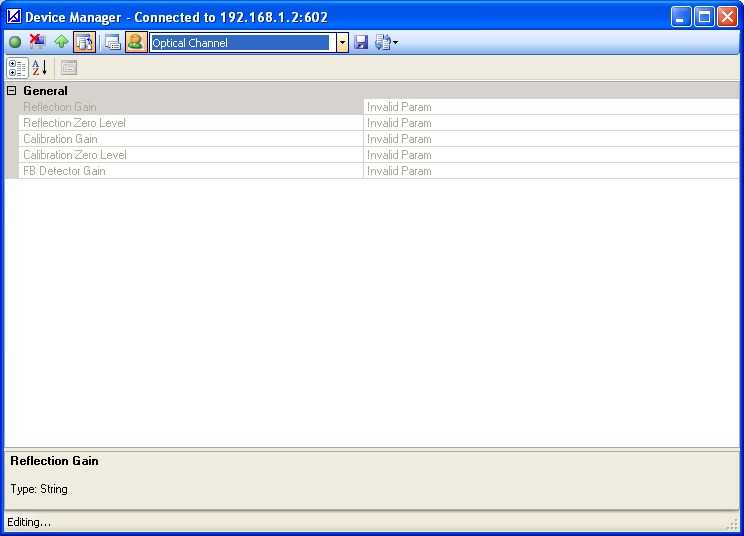 Device Manager - Connected to 192.168.1.2:602
Optical Channel
General
Reflection Gain Invalid Param
Reflection Zero Level Invalid Param
Calibration Gain Invalid Param
Calibration Zero Level Invalid Param
FB Detector Gain Invalid Param
Reflection Gain
Type: String
Editing...